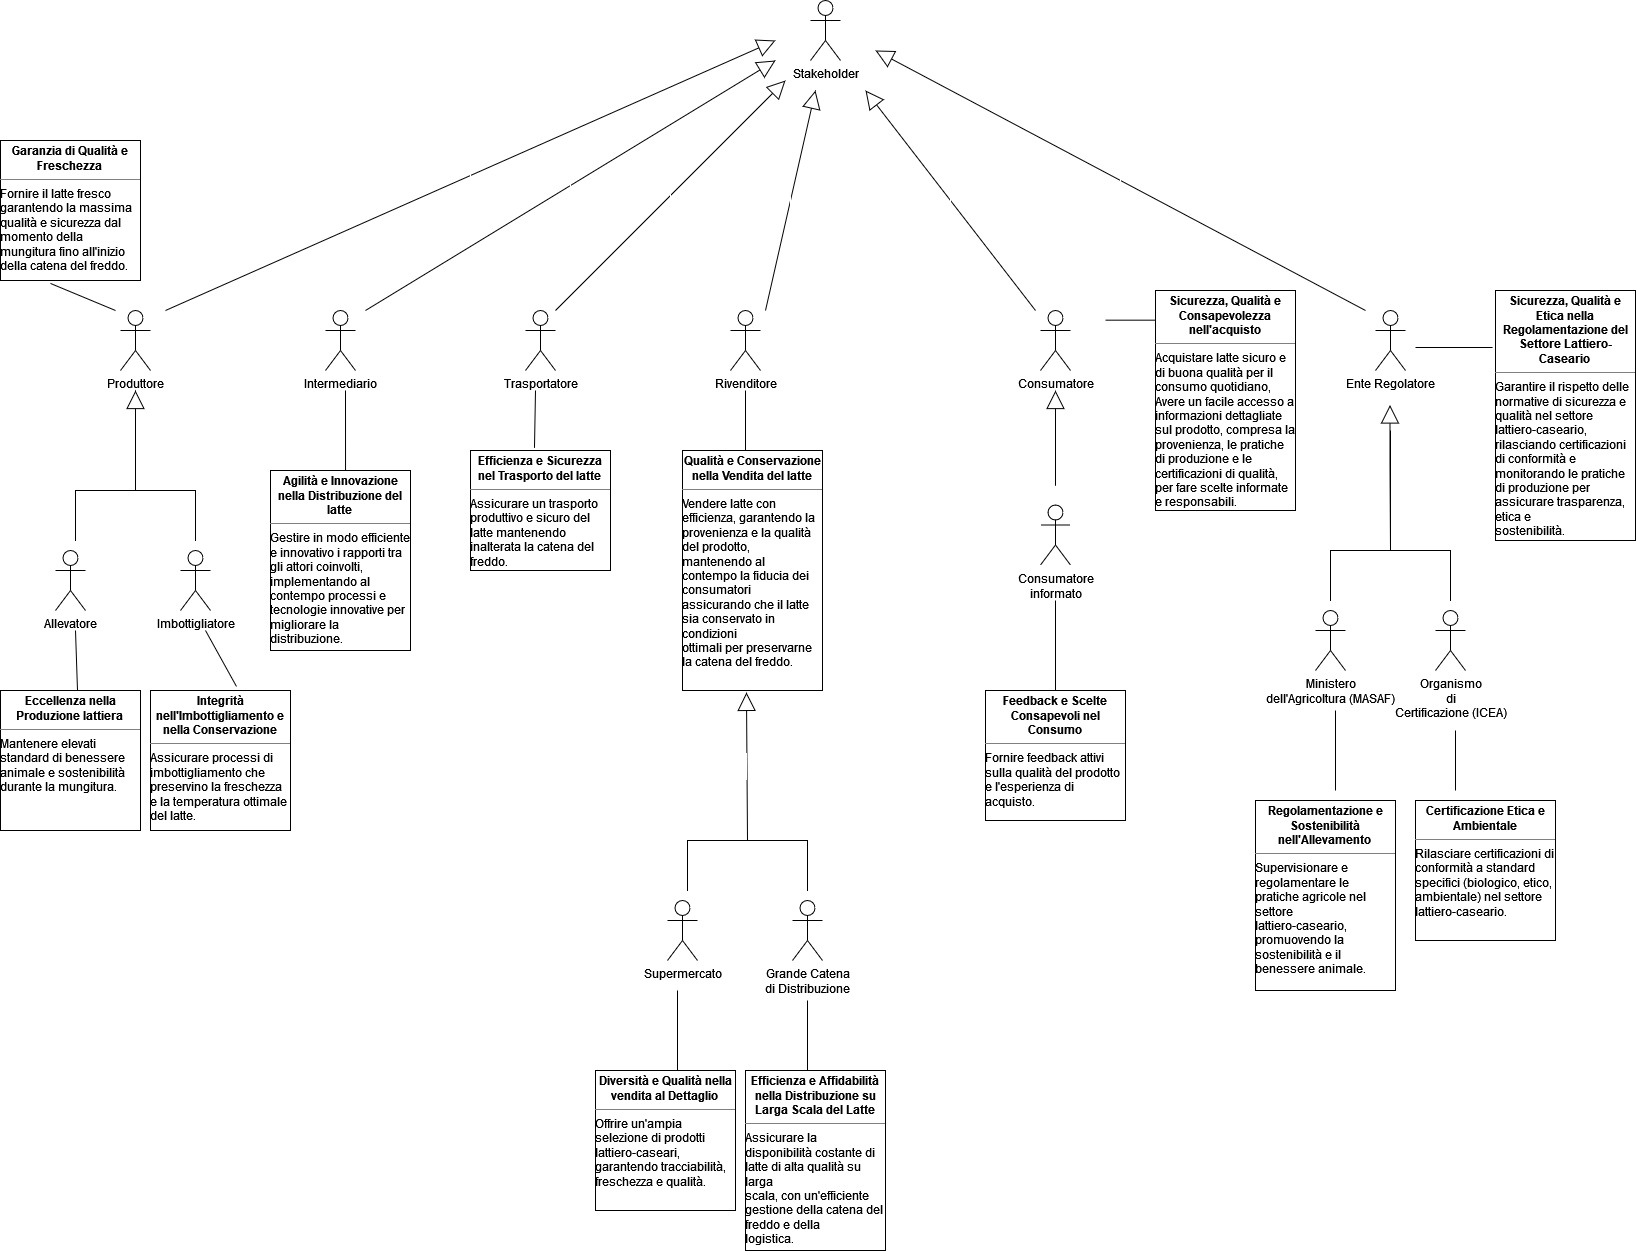 Stakeholder
Garanzia di Qualità e
Freschezza
Fornire il latte fresco
garantendo la massima
qualità e sicurezza dal
momento della
mungitura fino all'inizio
della catena del freddo.
Produttore
Intermediario
Trasportatore
Rivenditore
Consumatore
Sicurezza, Qualità e
Consapevolezza
nell'acquisto
Acquistare latte sicuro e
di buona qualità per il
consumo quotidiano,
Avere un facile accesso a
informazioni dettagliate
sul prodotto, compresa la
provenienza, le pratiche
di produzione e le
certificazioni di qualità,
per fare scelte informate
e responsabili.
Ente Regolatore
Sicurezza, Qualità e
Etica nella
Regolamentazione del
Settore Lattiero-
Caseario
Garantire il rispetto delle
normative di sicurezza e
qualità nel settore
lattiero-caseario,
rilasciando certificazioni
di conformità e
monitorando le pratiche
di produzione per
assicurare trasparenza,
etica e
sostenibilità.
Agilità e Innovazione
nella Distribuzione del
latte
Gestire in modo efficiente
e innovativo i rapporti tra
gli attori coinvolti,
implementando al
contempo processi e
tecnologie innovative per
migliorare la
distribuzione.
Efficienza e Sicurezza
nel Trasporto del latte
Assicurare un trasporto
produttivo e sicuro del
latte mantenendo
inalterata la catena del
freddo.
Qualità e Conservazione
nella Vendita del latte
Vendere latte con
efficienza, garantendo la
provenienza e la qualità
del prodotto,
mantenendo al
contempo la fiducia dei
consumatori
assicurando che il latte
sia conservato in
condizioni
ottimali per preservarne
la catena del freddo.
Consumatore
informato
Allevatore
Imbottigliatore
Ministero
dell'Agricoltura (MASAF)
Organismo
di
Certificazione (ICEA)
Eccellenza nella
Produzione lattiera
Mantenere elevati
standard di benessere
animale e sostenibilità
durante la mungitura.
Integrità
nell'Imbottigliamento e
nella Conservazione
Assicurare processi di
imbottigliamento che
preservino la freschezza
e la temperatura ottimale
del latte.
Feedback e Scelte
Consapevoli nel
Consumo
Fornire feedback attivi
sulla qualità del prodotto
e l'esperienza di
acquisto.
Regolamentazione e
Sostenibilità
nell'Allevamento
Supervisionare e
regolamentare le
pratiche agricole nel
settore
lattiero-caseario,
promuovendo la
sostenibilità e il
benessere animale.
Certificazione Etica e
Ambientale
Rilasciare certificazioni di
conformità a standard
specifici (biologico, etico,
ambientale) nel settore
lattiero-caseario.
Supermercato
Grande Catena
di Distribuzione
Diversità e Qualità nella
vendita al Dettaglio
Offrire un'ampia
selezione di prodotti
lattiero-caseari,
garantendo tracciabilità,
freschezza e qualità.
Efficienza e Affidabilità
nella Distribuzione su
Larga Scala del Latte
Assicurare la
disponibilità costante di
latte di alta qualità su
larga
scala, con un'efficiente
gestione della catena del
freddo e della
logistica.